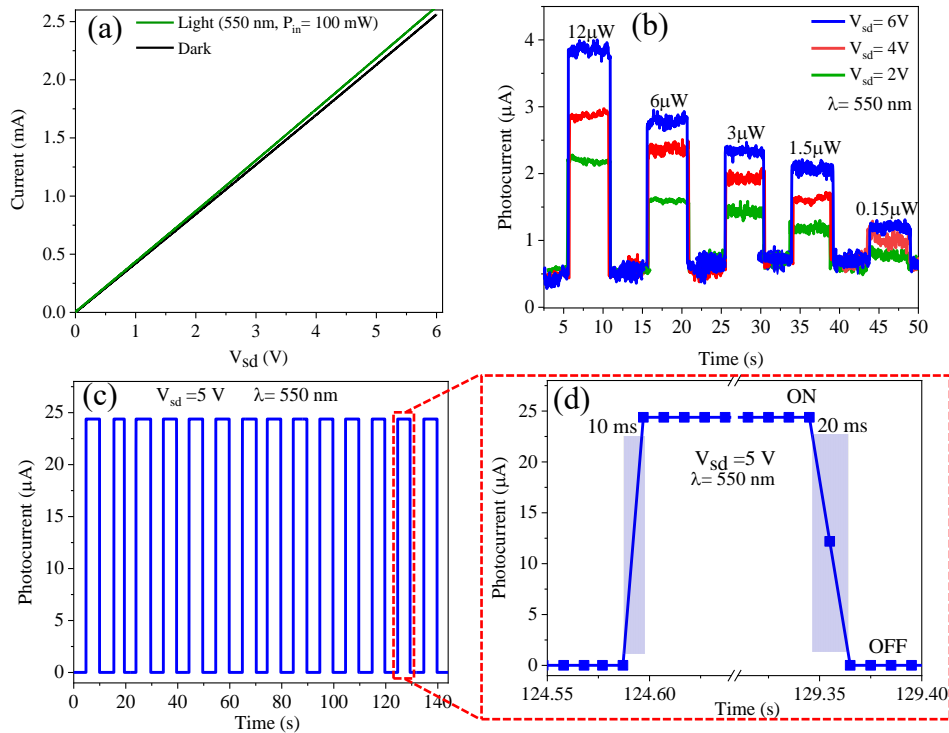 (a)
Light (550 nm, P_in= 100 mW)
Dark
Current (mA)
2.5
2.0
1.5
1.0
0.5
0.0
0 1 2 3 4 5 6
V_sd (V)
(b)
V_sd= 6V
V_sd= 4V
V_sd= 2V
λ= 550 nm
12μW
6μW
3μW
1.5μW
0.15μW
Photocurrent (μA)
4
3
2
1
0
5 10 15 20 25 30 35 40 45 50
Time (s)
(c)
V_sd =5 V λ= 550 nm
Photocurrent (μA)
25
20
15
10
5
0
0 20 40 60 80 100 120 140
Time (s)
(d)
ON
10 ms
20 ms
V_sd =5 V
λ= 550 nm
OFF
Photocurrent (μA)
25
20
15
10
5
0
124.55 124.60 129.35 129.40
Time (s)